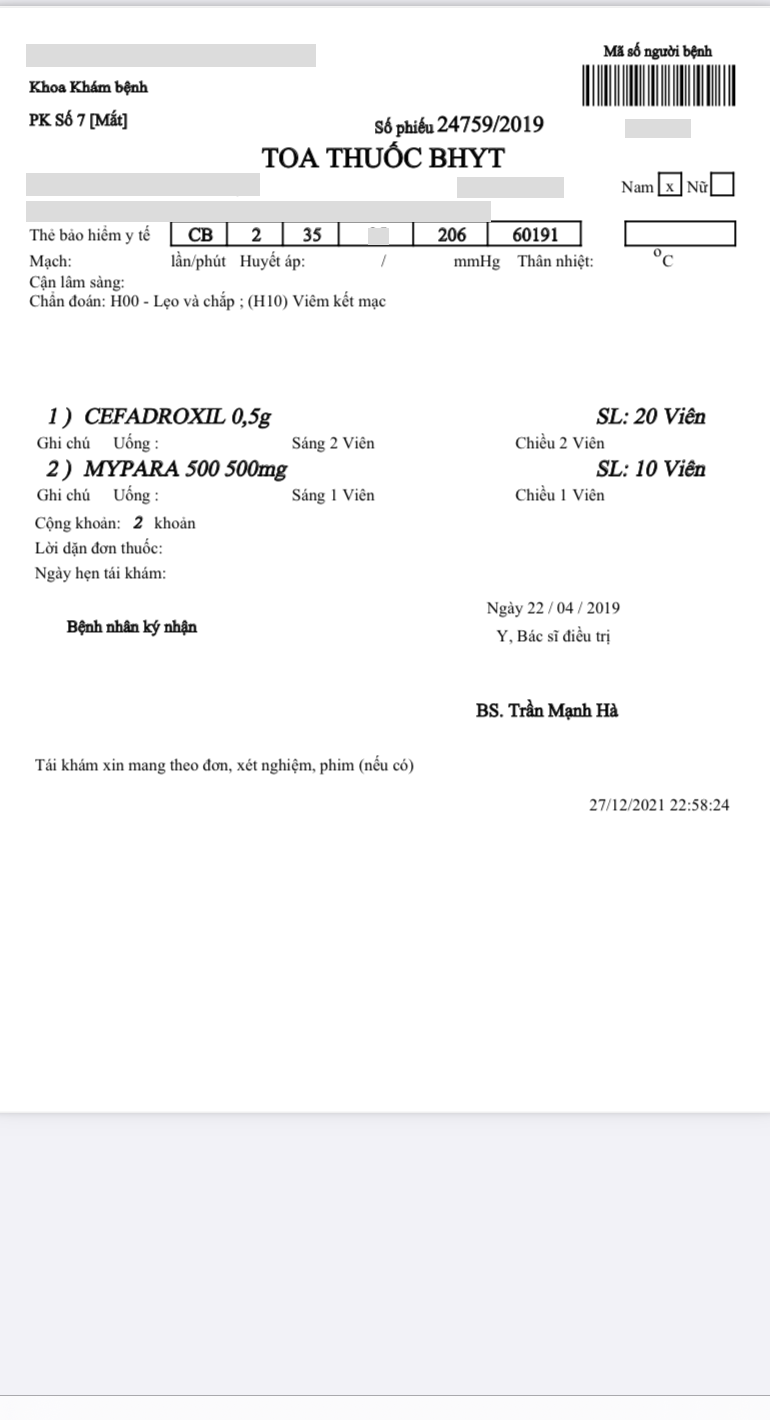 Mã số người bệnh
Khoa Khám bệnh
PK Số 7 [Mắt]
Số phiếu 24759/2019
TOA THUỐC BHYT
Nam x Nữ
Thẻ bảo hiểm y tế CB 2 35 206 60191
Mạch: lần/phút Huyết áp: / mmHg Thân nhiệt: °C
Cận lâm sàng:
Chẩn đoán: H00 - Lẹo và chắp ; (H10) Viêm kết mạc
1 ) CEFADROXIL 0,5g SL: 20 Viên
Ghi chú Uống : Sáng 2 Viên Chiều 2 Viên
2 ) MYPARA 500 500mg SL: 10 Viên
Ghi chú Uống : Sáng 1 Viên Chiều 1 Viên
Cộng khoản: 2 khoản
Lời dặn đơn thuốc:
Ngày hẹn tái khám:
Ngày 22 / 04 / 2019
Bệnh nhân ký nhận
Y, Bác sĩ điều trị
BS. Trần Mạnh Hà
Tái khám xin mang theo đơn, xét nghiệm, phim (nếu có)
27/12/2021 22:58:24